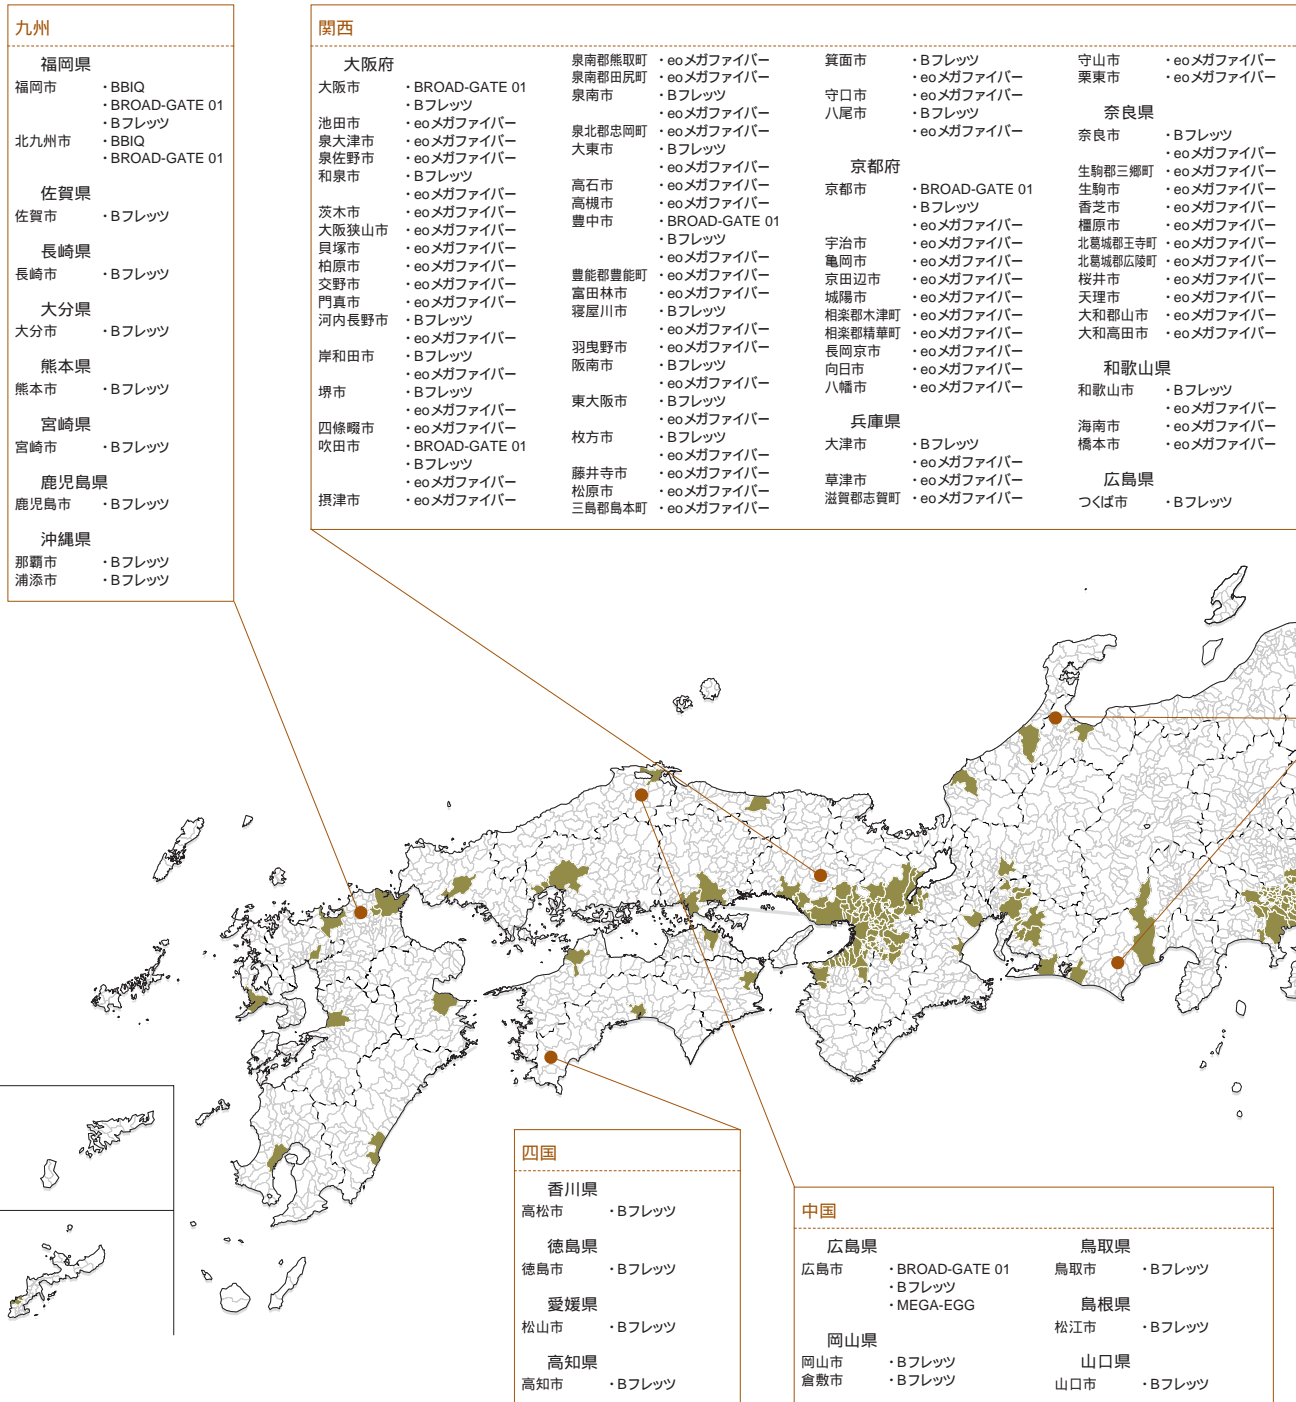 九州
福岡県
福岡市 ・BBIQ
・BROAD-GATE 01
・Bフレッツ
北九州市 ・BBIQ
・BROAD-GATE 01
佐賀県
佐賀市 ・Bフレッツ
長崎県
長崎市 ・Bフレッツ
大分県
大分市 ・Bフレッツ
熊本県
熊本市 ・Bフレッツ
宮崎県
宮崎市 ・Bフレッツ
鹿児島県
鹿児島市 ・Bフレッツ
沖縄県
那覇市 ・Bフレッツ
浦添市 ・Bフレッツ
関西
大阪府
大阪市 ・BROAD-GATE 01
・Bフレッツ
池田市 ・eoメガファイバー
泉大津市 ・eoメガファイバー
泉佐野市 ・eoメガファイバー
和泉市 ・Bフレッツ
・eoメガファイバー
茨木市 ・eoメガファイバー
大阪狭山市 ・eoメガファイバー
貝塚市 ・eoメガファイバー
柏原市 ・eoメガファイバー
交野市 ・eoメガファイバー
門真市 ・eoメガファイバー
河内長野市 ・Bフレッツ
・eoメガファイバー
岸和田市 ・Bフレッツ
・eoメガファイバー
堺市 ・Bフレッツ
・eoメガファイバー
四條畷市 ・eoメガファイバー
吹田市 ・BROAD-GATE 01
・Bフレッツ
・eoメガファイバー
摂津市 ・eoメガファイバー
泉南郡熊取町 ・eoメガファイバー
泉南郡田尻町 ・eoメガファイバー
泉南市 ・Bフレッツ
・eoメガファイバー
泉北郡忠岡町 ・eoメガファイバー
大東市 ・Bフレッツ
・eoメガファイバー
高石市 ・eoメガファイバー
高槻市 ・eoメガファイバー
豊中市 ・BROAD-GATE 01
・Bフレッツ
・eoメガファイバー
豊能郡豊能町 ・eoメガファイバー
富田林市 ・eoメガファイバー
寝屋川市 ・Bフレッツ
・eoメガファイバー
羽曳野市 ・eoメガファイバー
阪南市 ・Bフレッツ
・eoメガファイバー
東大阪市 ・Bフレッツ
・eoメガファイバー
枚方市 ・Bフレッツ
・eoメガファイバー
藤井寺市 ・eoメガファイバー
松原市 ・eoメガファイバー
三島郡島本町 ・eoメガファイバー
箕面市 ・Bフレッツ
・eoメガファイバー
守口市 ・eoメガファイバー
八尾市 ・Bフレッツ
・eoメガファイバー
京都府
京都市 ・BROAD-GATE 01
・Bフレッツ
・eoメガファイバー
宇治市 ・eoメガファイバー
亀岡市 ・eoメガファイバー
京田辺市 ・eoメガファイバー
城陽市 ・eoメガファイバー
相楽郡木津町 ・eoメガファイバー
相楽郡精華町 ・eoメガファイバー
長岡京市 ・eoメガファイバー
向日市 ・eoメガファイバー
八幡市 ・eoメガファイバー
兵庫県
大津市 ・Bフレッツ
・eoメガファイバー
草津市 ・eoメガファイバー
滋賀郡志賀町 ・eoメガファイバー
守山市 ・eoメガファイバー
栗東市 ・eoメガファイバー
奈良県
奈良市 ・Bフレッツ
・eoメガファイバー
生駒郡三郷町 ・eoメガファイバー
生駒市 ・eoメガファイバー
香芝市 ・eoメガファイバー
橿原市 ・eoメガファイバー
北葛城郡王寺町 ・eoメガファイバー
北葛城郡広陵町 ・eoメガファイバー
桜井市 ・eoメガファイバー
天理市 ・eoメガファイバー
大和郡山市 ・eoメガファイバー
大和高田市 ・eoメガファイバー
和歌山県
和歌山市 ・Bフレッツ
・eoメガファイバー
海南市 ・eoメガファイバー
橋本市 ・eoメガファイバー
広島県
つくば市 ・Bフレッツ
四国
香川県
高松市 ・Bフレッツ
徳島県
徳島市 ・Bフレッツ
愛媛県
松山市 ・Bフレッツ
高知県
高知市 ・Bフレッツ
中国
広島県
広島市 ・BROAD-GATE 01
・Bフレッツ
・MEGA-EGG
岡山県
岡山市 ・Bフレッツ
倉敷市 ・Bフレッツ
鳥取県
鳥取市 ・Bフレッツ
島根県
松江市 ・Bフレッツ
山口県
山口市 ・Bフレッツ